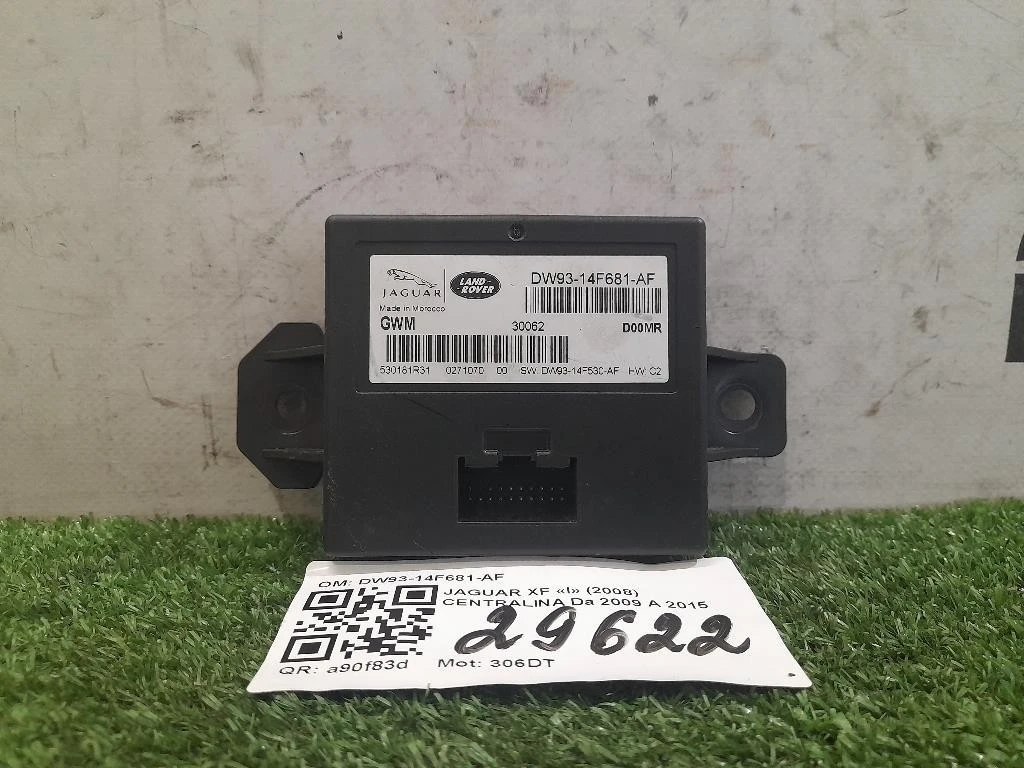 JAGUAR
LAND ROVER
DW93-14F681-AF
Made in Morocco
GWM 30062 D00MR
530181R31 0271070 00 SW: DW93-14F530-AF HW: C2
OM: DW93-14F681-AF
JAGUAR XF «I» (2008)
CENTRALINA Da 2009 A 2015
29622
QR: a90f83d Mot: 306DT